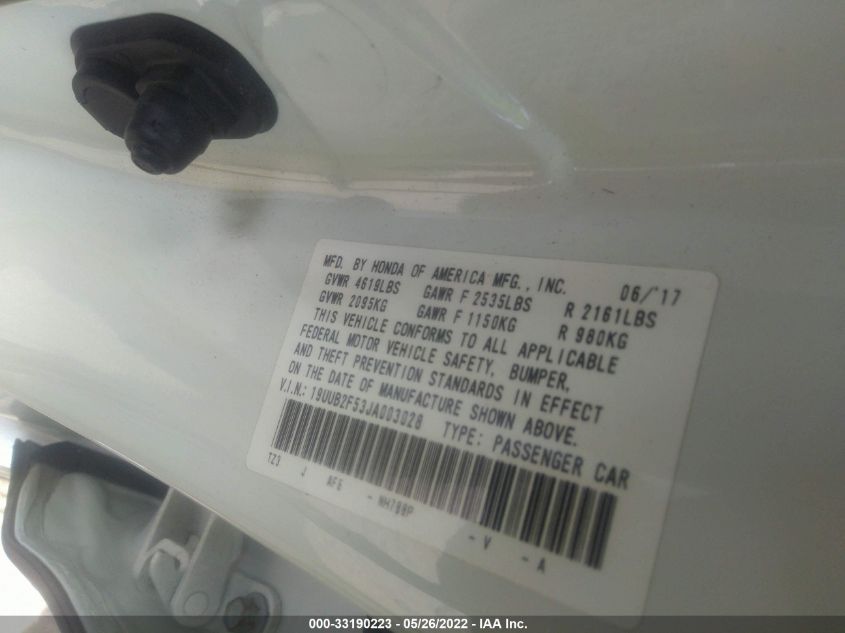 MFD. BY HONDA OF AMERICA MFG., INC. 06/'17
GVWR 4619LBS GAWR F 2535LBS R 2161LBS
GVWR 2095KG GAWR F 1150KG R 980KG
THIS VEHICLE CONFORMS TO ALL APPLICABLE
FEDERAL MOTOR VEHICLE SAFETY, BUMPER,
AND THEFT PREVENTION STANDARDS IN EFFECT
ON THE DATE OF MANUFACTURE SHOWN ABOVE.
V.I.N.: 19UUB2F53JA003028 TYPE: PASSENGER CAR
TZ3 J AF6 - NH788P - V - A
000-33190223 - 05/26/2022 - IAA Inc.